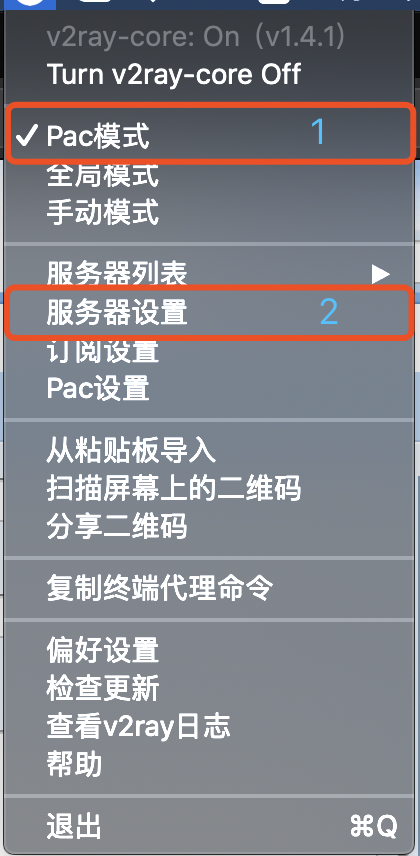 v2ray-core: On（v1.4.1）
Turn v2ray-core Off
✓ Pac模式 1
全局模式
手动模式
服务器列表 ▶
服务器设置 2
订阅设置
Pac设置
从粘贴板导入
扫描屏幕上的二维码
分享二维码
复制终端代理命令
偏好设置
检查更新
查看v2ray日志
帮助
退出 ⌘Q